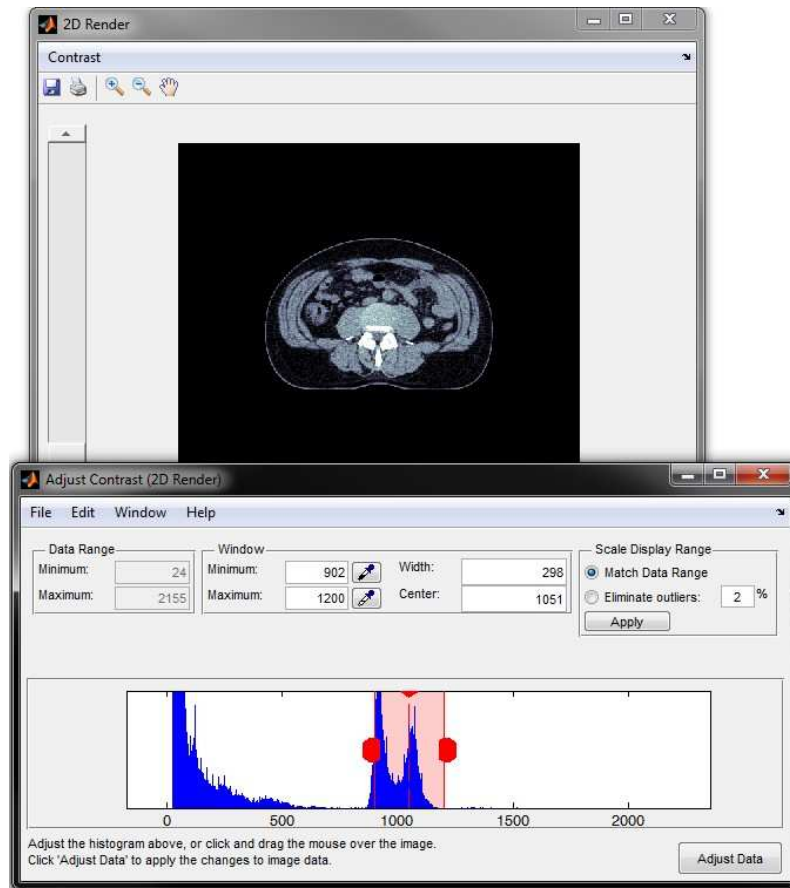 2D Render
Contrast
Adjust Contrast (2D Render)
File Edit Window Help
Data Range
Minimum: 24
Maximum: 2155
Window
Minimum: 902
Maximum: 1200
Width: 298
Center: 1051
Scale Display Range
Match Data Range
Eliminate outliers: 2 %
Apply
0 500 1000 1500 2000
Adjust the histogram above, or click and drag the mouse over the image.
Click 'Adjust Data' to apply the changes to image data.
Adjust Data